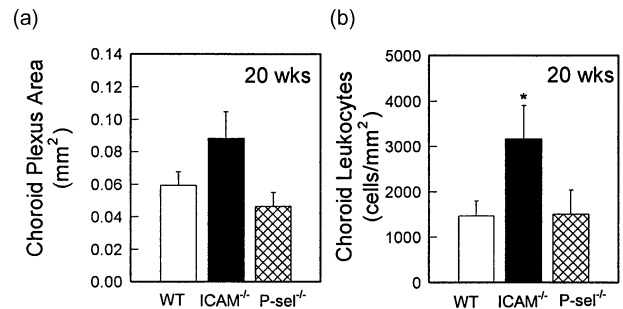 (a)
Choroid Plexus Area
(mm²)
0.14
0.12
0.10
0.08
0.06
0.04
0.02
0.00
20 wks
WT ICAM⁻/⁻ P-sel⁻/⁻
(b)
Choroid Leukocytes
(cells/mm²)
5000
4000
3000
2000
1000
0
20 wks
*
WT ICAM⁻/⁻ P-sel⁻/⁻